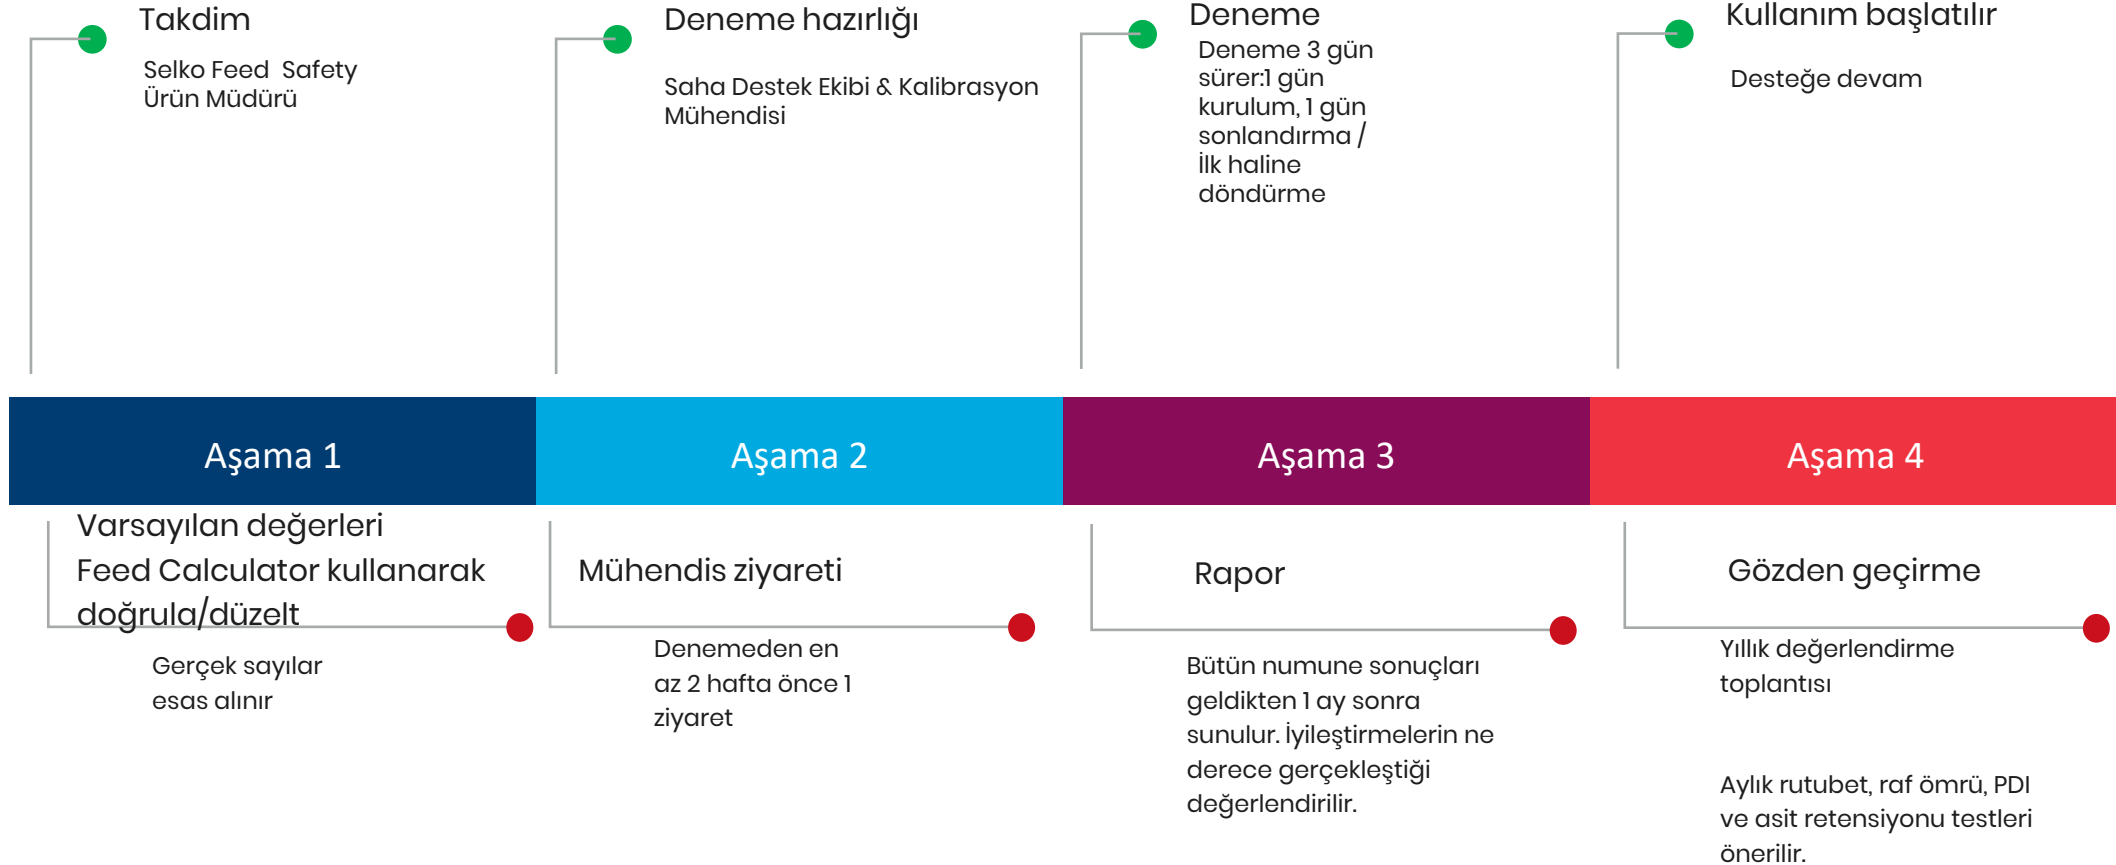 Takdim
Selko Feed  Safety
Ürün Müdürü
Deneme hazırlığı
Saha Destek Ekibi & Kalibrasyon
Mühendisi
Deneme
Deneme 3 gün
sürer:1 gün
kurulum, 1 gün
sonlandırma /
İlk haline
döndürme
Kullanım başlatılır
Desteğe devam
Aşama 1
Aşama 2
Aşama 3
Aşama 4
Varsayılan değerleri
Feed Calculator kullanarak
doğrula/düzelt
Gerçek sayılar
esas alınır
Mühendis ziyareti
Denemeden en
az 2 hafta önce 1
ziyaret
Rapor
Bütün numune sonuçları
geldikten 1 ay sonra
sunulur. İyileştirmelerin ne
derece gerçekleştiği
değerlendirilir.
Gözden geçirme
Yıllık değerlendirme
toplantısı
Aylık rutubet, raf ömrü, PDI
ve asit retensiyonu testleri
önerilir.